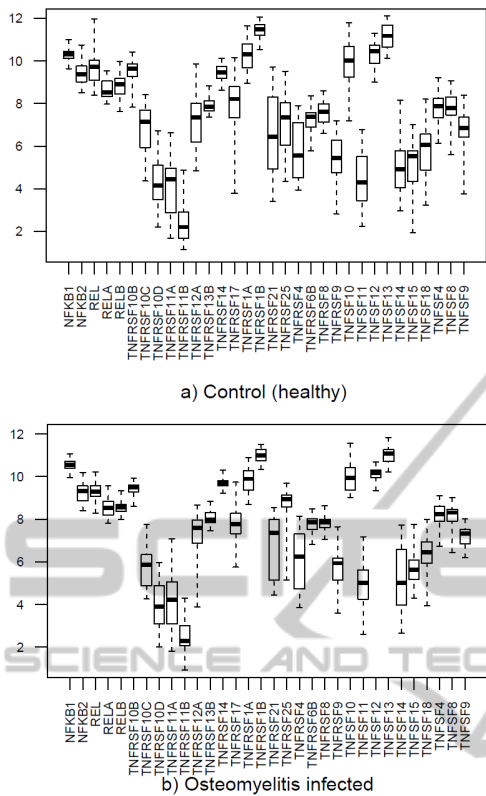 12
10
8
6
4
2
NFKB1
NFKB2
REL
RELA
RELB
TNFRSF10B
TNFRSF10C
TNFRSF10D
TNFRSF11A
TNFRSF11B
TNFRSF12A
TNFRSF13B
TNFRSF14
TNFRSF17
TNFRSF1A
TNFRSF1B
TNFRSF21
TNFRSF25
TNFRSF4
TNFRSF6B
TNFRSF8
TNFRSF9
TNFSF10
TNFSF11
TNFSF12
TNFSF13
TNFSF14
TNFSF15
TNFSF18
TNFSF4
TNFSF8
TNFSF9
a) Control (healthy)
12
10
8
6
4
2
NFKB1
NFKB2
REL
RELA
RELB
TNFRSF10B
TNFRSF10C
TNFRSF10D
TNFRSF11A
TNFRSF11B
TNFRSF12A
TNFRSF13B
TNFRSF14
TNFRSF17
TNFRSF1A
TNFRSF1B
TNFRSF21
TNFRSF25
TNFRSF4
TNFRSF6B
TNFRSF8
TNFRSF9
TNFSF10
TNFSF11
TNFSF12
TNFSF13
TNFSF14
TNFSF15
TNFSF18
TNFSF4
TNFSF8
TNFSF9
b) Osteomyelitis infected
SCIENCE AND TEC